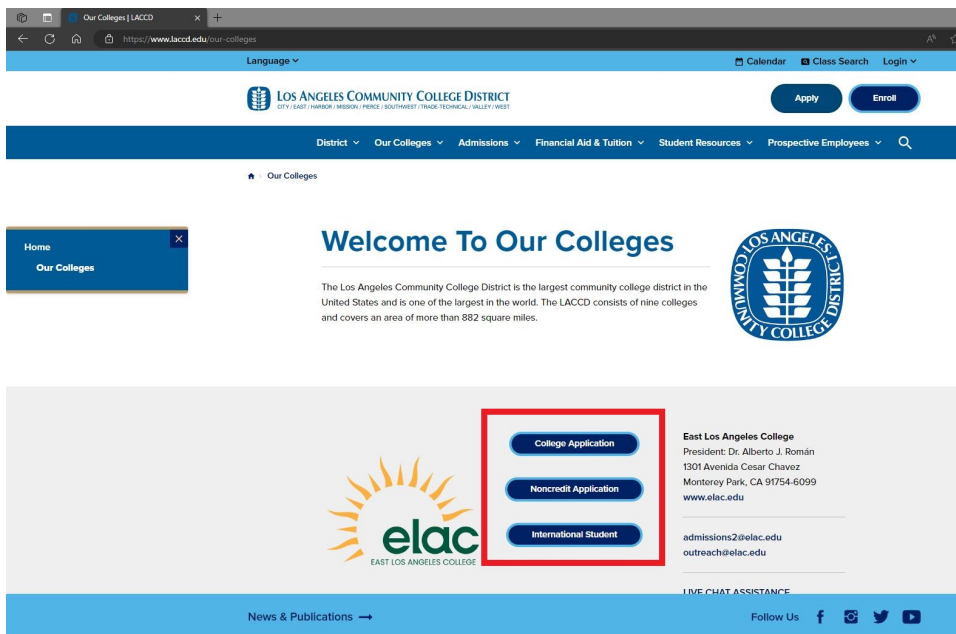 Our Colleges | LACCD
https://www.laccd.edu/our-colleges
Language
Calendar Class Search Login
LOS ANGELES COMMUNITY COLLEGE DISTRICT
CITY / EAST / HARBOR / MISSION / PIERCE / SOUTHWEST / TRADE-TECHNICAL / VALLEY / WEST
Apply Enroll
District Our Colleges Admissions Financial Aid & Tuition Student Resources Prospective Employees
Our Colleges
Home
Our Colleges
Welcome To Our Colleges
The Los Angeles Community College District is the largest community college district in the
United States and is one of the largest in the world. The LACCD consists of nine colleges
and covers an area of more than 882 square miles.
LOS ANGELES COMMUNITY COLLEGE DISTRICT
elac
EAST LOS ANGELES COLLEGE
College Application
Noncredit Application
International Student
East Los Angeles College
President: Dr. Alberto J. Román
1301 Avenida Cesar Chavez
Monterey Park, CA 91754-6099
www.elac.edu
admissions2@elac.edu
outreach@elac.edu
LIVE CHAT ASSISTANCE
News & Publications →
Follow Us